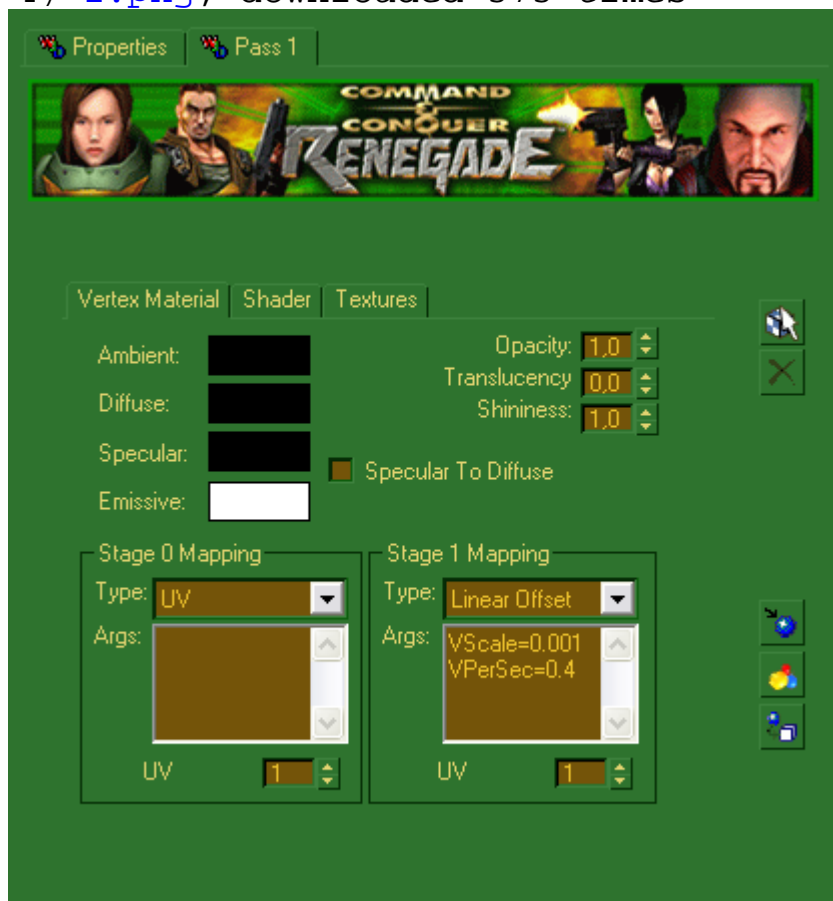 Properties Pass 1
COMMAND
&
CONQUER
RENEGADE
Vertex Material Shader Textures
Ambient:
Opacity: 1,0
Translucency 0,0
Diffuse:
Shininess: 1,0
Specular:
Specular To Diffuse
Emissive:
Stage 0 Mapping Stage 1 Mapping
Type: UV Type: Linear Offset
Args: Args: VScale=0.001
VPerSec=0.4
UV 1 UV 1